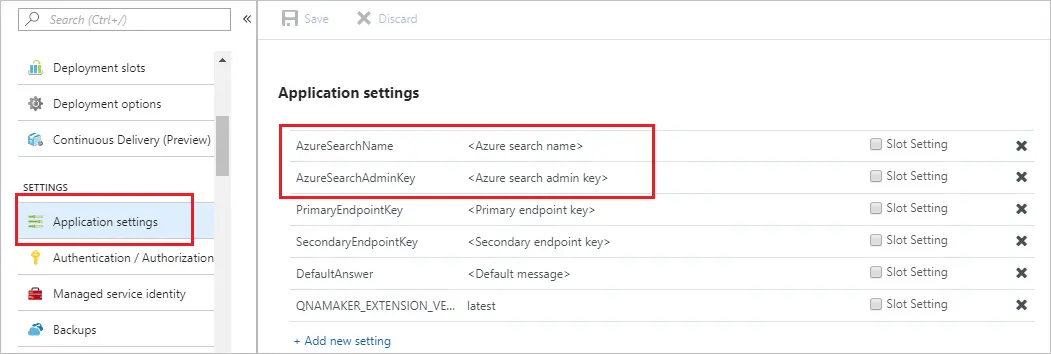 Search (Ctrl+/)
«
Deployment slots
Deployment options
Continuous Delivery (Preview)
SETTINGS
Application settings
Authentication / Authorization
Managed service identity
Backups
Save Discard
Application settings
AzureSearchName <Azure search name> Slot Setting
AzureSearchAdminKey <Azure search admin key> Slot Setting
PrimaryEndpointKey <Primary endpoint key> Slot Setting
SecondaryEndpointKey <Secondary endpoint key> Slot Setting
DefaultAnswer <Default message> Slot Setting
QNAMAKER_EXTENSION_VE... latest Slot Setting
+ Add new setting